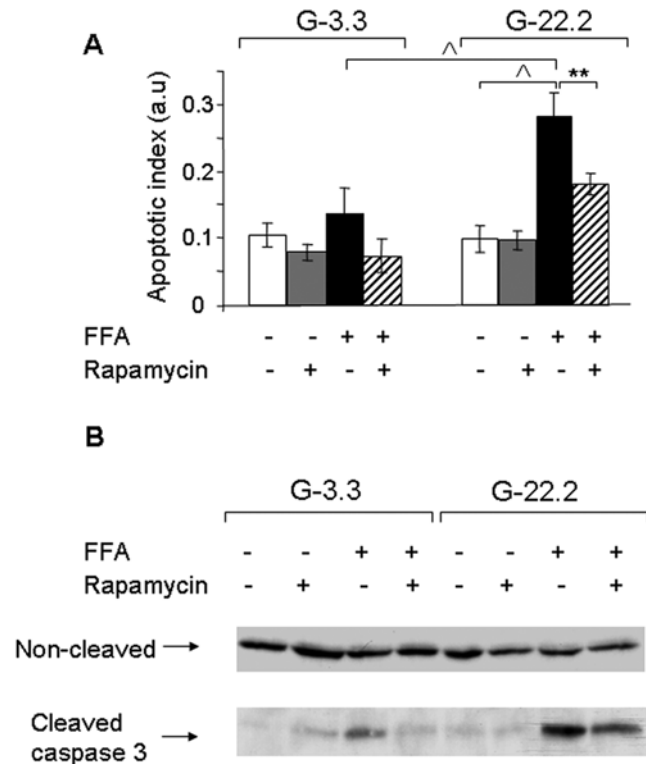 A
G-3.3 G-22.2
^
^ **
Apoptotic index (a.u)
0.3
0.2
0.1
0
FFA - - + + - - + +
Rapamycin - + - + - + - +
B
G-3.3 G-22.2
FFA - - + + - - + +
Rapamycin - + - + - + - +
Non-cleaved
Cleaved
caspase 3